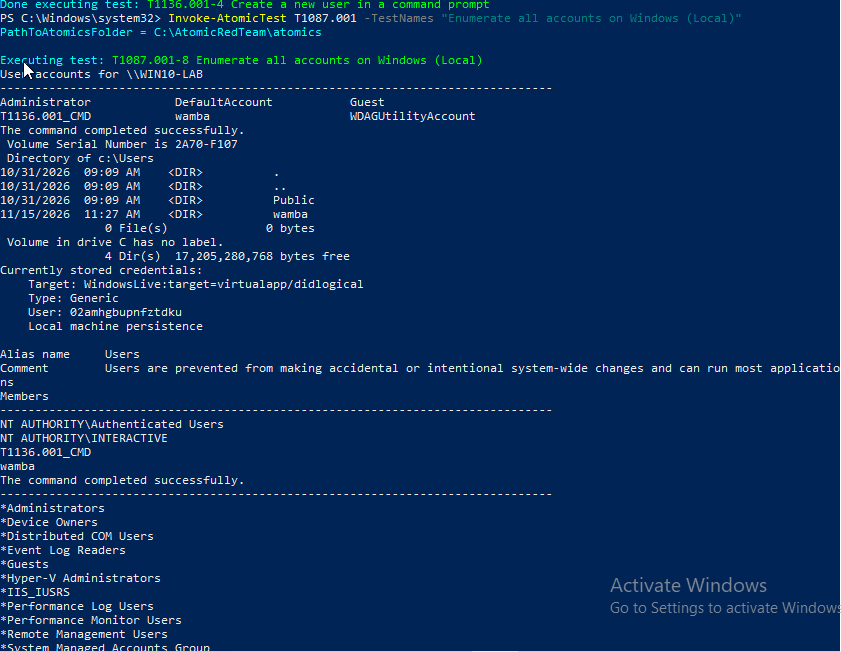 Done executing test: T1136.001-4 Create a new user in a command prompt
PS C:\Windows\system32> Invoke-AtomicTest T1087.001 -TestNames "Enumerate all accounts on Windows (Local)"
PathToAtomicsFolder = C:\AtomicRedTeam\atomics
Executing test: T1087.001-8 Enumerate all accounts on Windows (Local)
User accounts for \\WIN10-LAB
-------------------------------------------------------------------------------
Administrator            DefaultAccount           Guest
T1136.001_CMD            wamba                    WDAGUtilityAccount
The command completed successfully.
 Volume Serial Number is 2A70-F107
 Directory of c:\Users
10/31/2026  09:09 AM    <DIR>          .
10/31/2026  09:09 AM    <DIR>          ..
10/31/2026  09:09 AM    <DIR>          Public
11/15/2026  11:27 AM    <DIR>          wamba
               0 File(s)              0 bytes
 Volume in drive C has no label.
               4 Dir(s)  17,205,280,768 bytes free
Currently stored credentials:
    Target: WindowsLive:target=virtualapp/didlogical
    Type: Generic
    User: 02amhgbupnfztdku
    Local machine persistence
Alias name     Users
Comment        Users are prevented from making accidental or intentional system-wide changes and can run most applicatio
ns
Members
-------------------------------------------------------------------------------
NT AUTHORITY\Authenticated Users
NT AUTHORITY\INTERACTIVE
T1136.001_CMD
wamba
The command completed successfully.
-------------------------------------------------------------------------------
*Administrators
*Device Owners
*Distributed COM Users
*Event Log Readers
*Guests
*Hyper-V Administrators
*IIS_IUSRS
*Performance Log Users
*Performance Monitor Users
*Remote Management Users
*System Managed Accounts Group
Activate Windows
Go to Settings to activate Windows